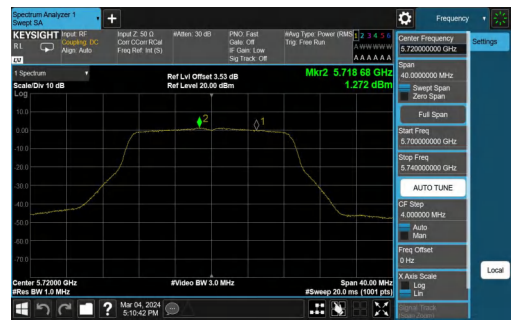 Spectrum Analyzer 1
Swept SA
+
Frequency
KEYSIGHT Input: RF
RL Coupling: DC
Align: Auto
LV
Input Z: 50 Ω
Corr CCorr RCal
Freq Ref: Int (S)
#Atten: 30 dB
PNO: Fast
Gate: Off
IF Gain: Low
Sig Track: Off
#Avg Type: Power (RMS
Trig: Free Run
1 2 3 4 5 6
A W W W W W
A A A A A A
1 Spectrum
Scale/Div 10 dB
Log
Ref Lvl Offset 3.53 dB
Ref Level 20.00 dBm
Mkr2 5.718 68 GHz
1.272 dBm
10.0
0.00
-10.0
-20.0
-30.0
-40.0
-50.0
-60.0
-70.0
2
1
Center 5.72000 GHz
#Res BW 1.0 MHz
#Video BW 3.0 MHz
Span 40.00 MHz
#Sweep 20.0 ms (1001 pts)
Center Frequency
5.720000000 GHz
Settings
Span
40.0000000 MHz
Swept Span
Zero Span
Full Span
Start Freq
5.700000000 GHz
Stop Freq
5.740000000 GHz
AUTO TUNE
CF Step
4.000000 MHz
Auto
Man
Freq Offset
0 Hz
X Axis Scale
Log
Lin
Local
Signal Track
(Span Zoom)
?
Mar 04, 2024
5:10:42 PM